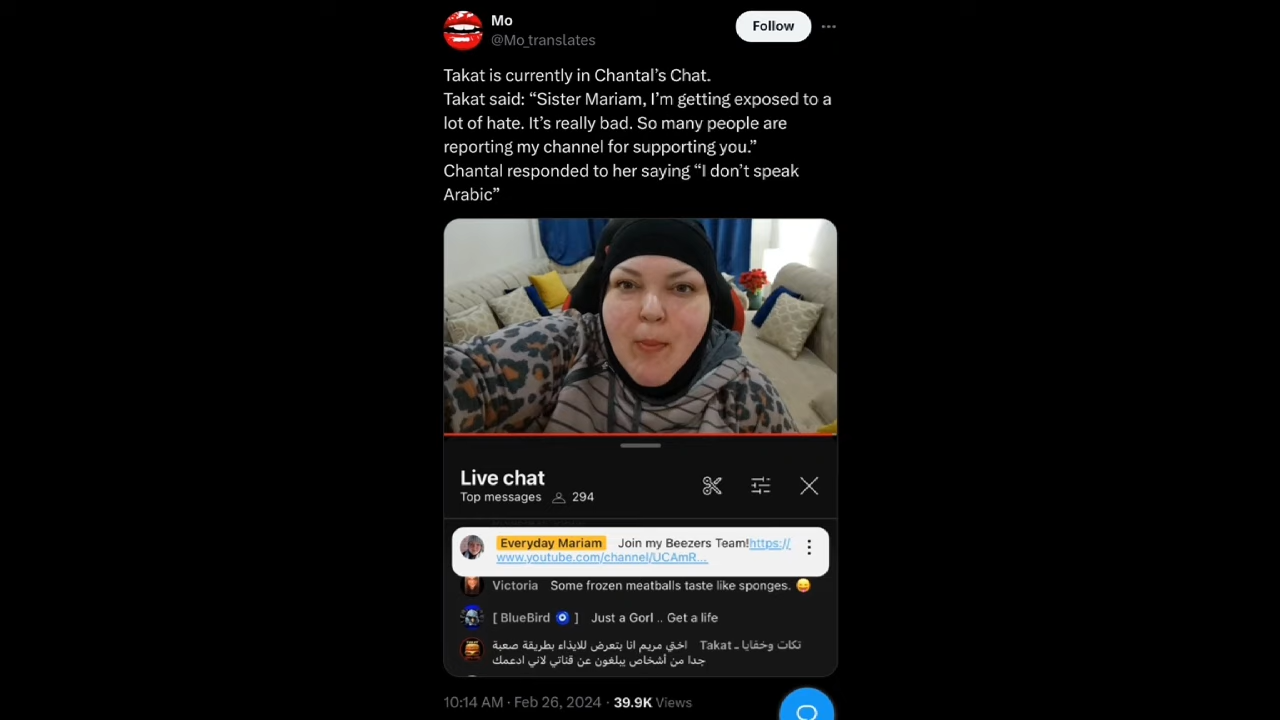 Mo
@Mo_translates
Follow
Takat is currently in Chantal’s Chat.
Takat said: “Sister Mariam, I’m getting exposed to a
lot of hate. It’s really bad. So many people are
reporting my channel for supporting you.”
Chantal responded to her saying “I don’t speak
Arabic”
Live chat
Top messages 294
Everyday Mariam Join my Beezers Team!https://
www.youtube.com/channel/UCAmR...
Victoria Some frozen meatballs taste like sponges. 😄
[ BlueBird 🧿 ] Just a Gorl .. Get a life
تكات وخفايا - Takat اختي مريم انا بتعرض للايذاء بطريقة صعبة
جدا من أشخاص يبلغون عن قناتي لاني ادعمك
10:14 AM · Feb 26, 2024 · 39.9K Views